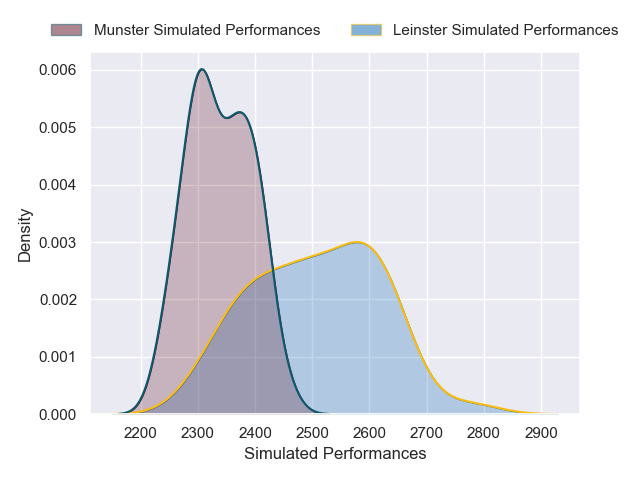 Munster Simulated Performances Leinster Simulated Performances
0.006
0.005
0.004
0.003
0.002
0.001
0.000
Density
2200 2300 2400 2500 2600 2700 2800 2900
Simulated Performances